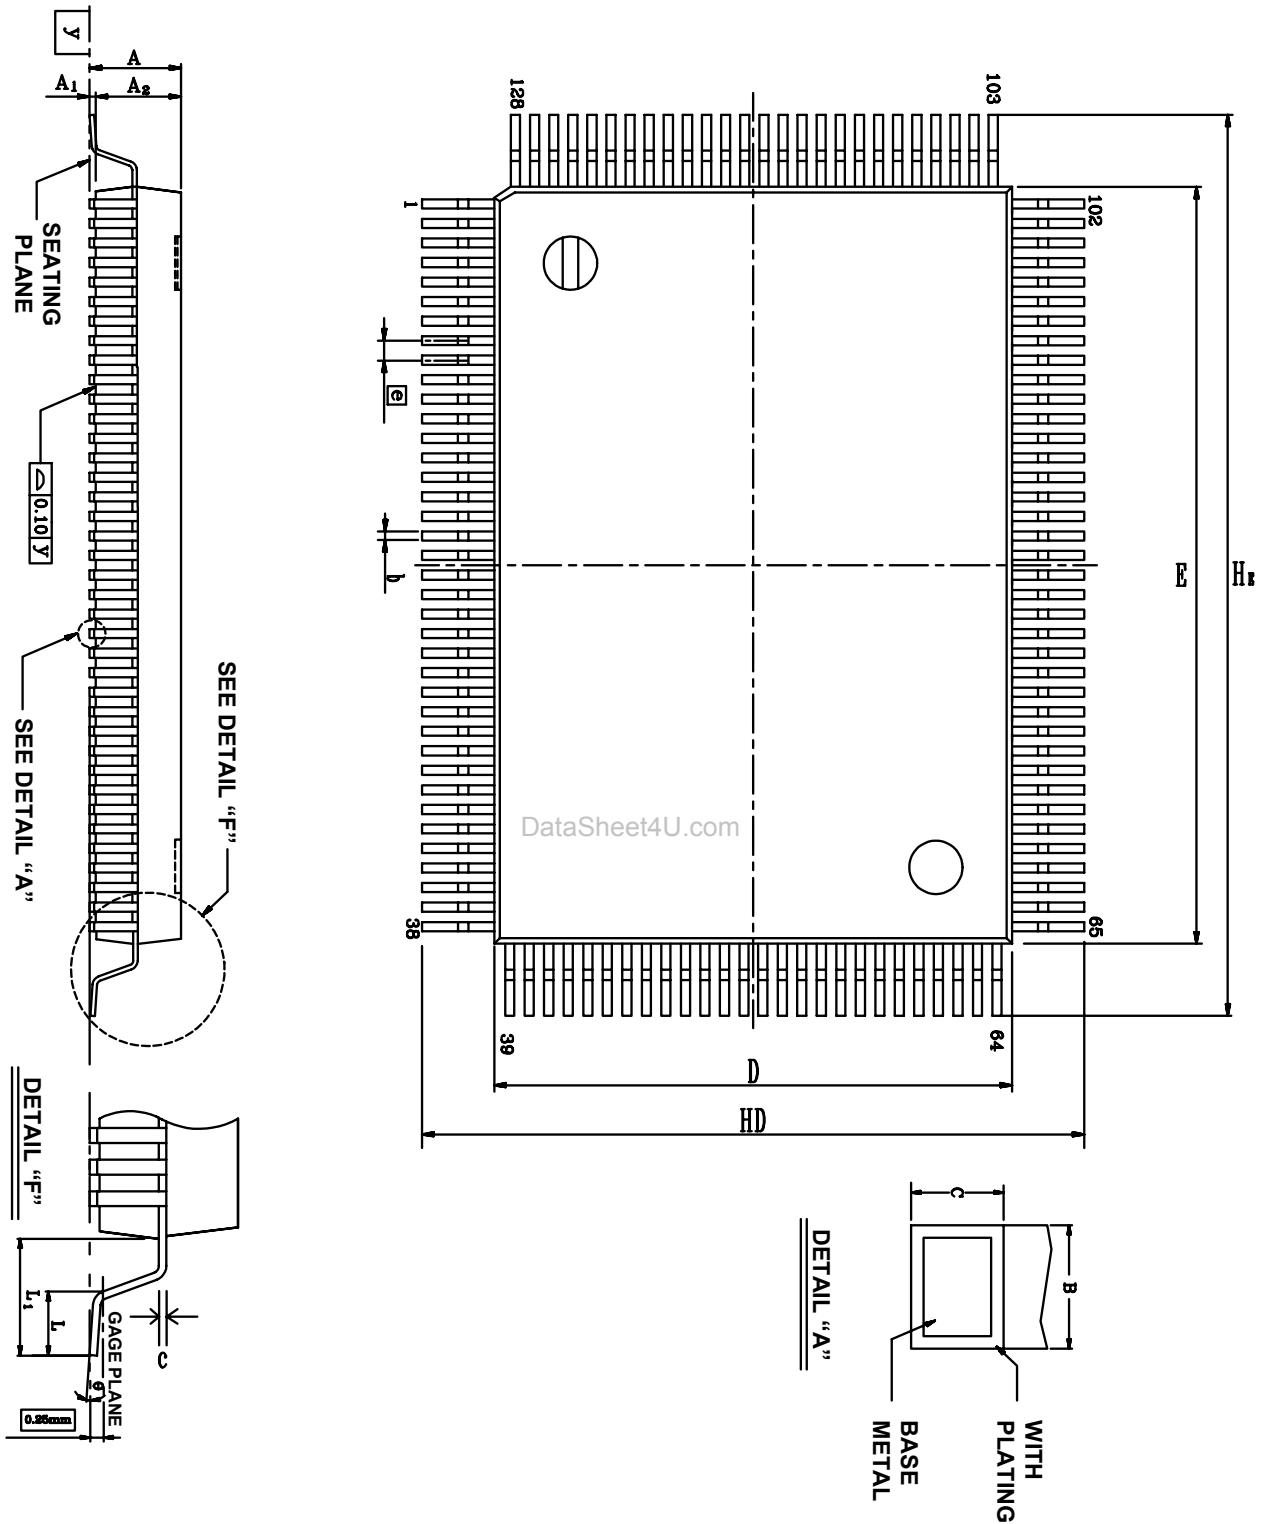 y
A
A1
A2
128
103
1
102
SEATING
PLANE
e
0.10 y
b
E
HE
SEE DETAIL “F”
SEE DETAIL “A”
DataSheet4U.com
38
65
39
64
D
HD
DETAIL “F”
L1
L
GAGE PLANE
C
θ
0.25mm
DETAIL “A”
C
B
WITH
PLATING
BASE
METAL